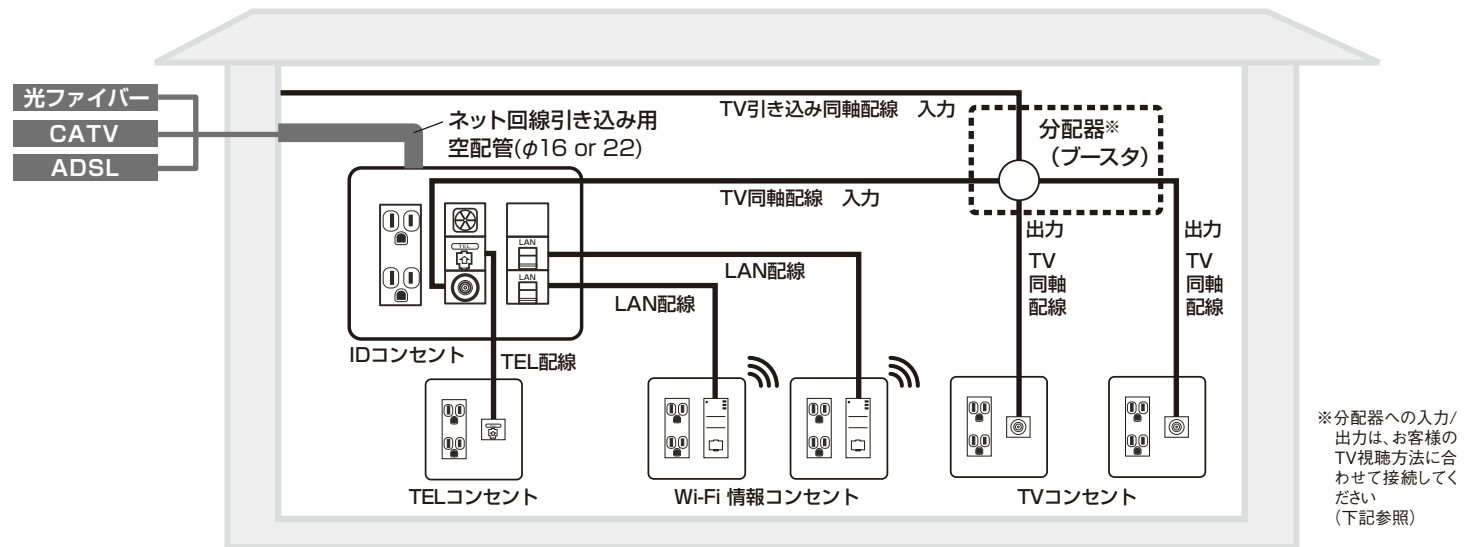 光ファイバー
CATV
ADSL
ネット回線引き込み用
空配管(φ16 or 22)
TV引き込み同軸配線 入力
分配器※
(ブースタ)
TV同軸配線 入力
TEL
LAN
LAN
LAN配線
LAN配線
出力
TV
同軸
配線
出力
TV
同軸
配線
IDコンセント
TEL配線
TELコンセント
Wi-Fi 情報コンセント
TVコンセント
※分配器への入力/
出力は、お客様の
TV視聴方法に合
わせて接続してく
ださい
(下記参照)